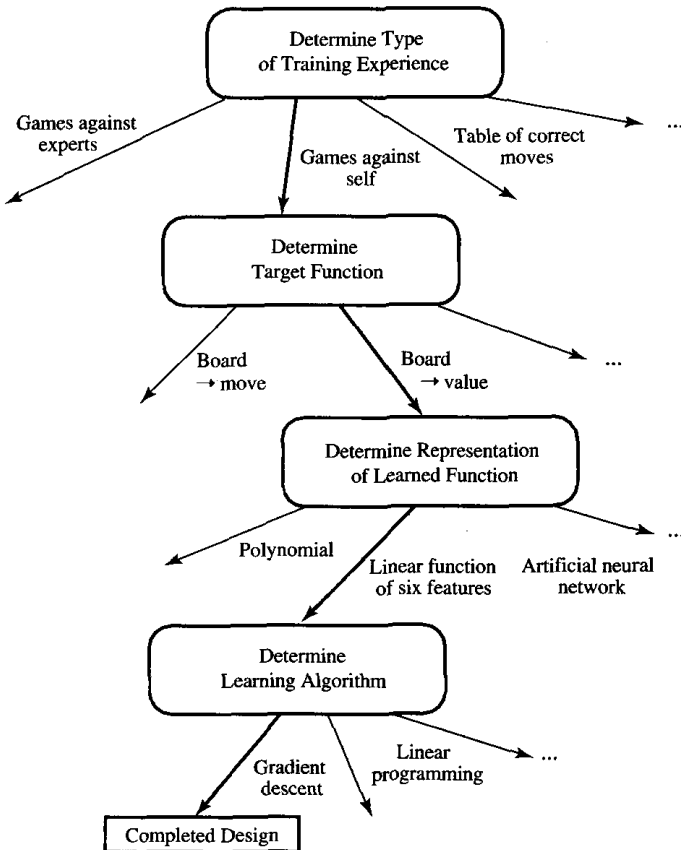 Determine Type
of Training Experience
Games against
experts
Games against
self
Table of correct
moves
...
Determine
Target Function
Board
→ move
Board
→ value
...
Determine Representation
of Learned Function
Polynomial
Linear function
of six features
Artificial neural
network
...
Determine
Learning Algorithm
Gradient
descent
Linear
programming
...
Completed Design